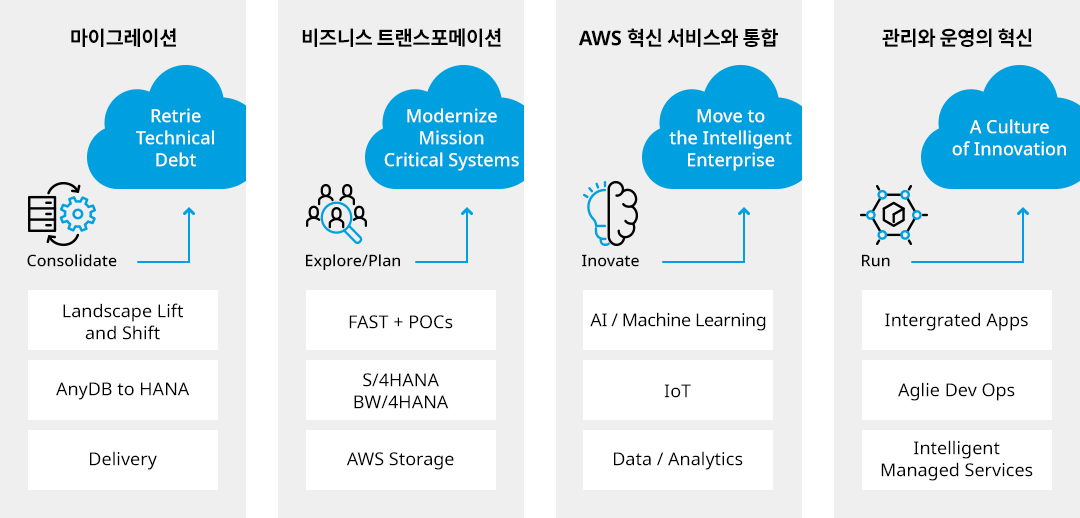 마이그레이션
Retrie
Technical
Debt
Consolidate
Landscape Lift
and Shift
AnyDB to HANA
Delivery
비즈니스 트랜스포메이션
Modernize
Mission
Critical Systems
Explore/Plan
FAST + POCs
S/4HANA
BW/4HANA
AWS Storage
AWS 혁신 서비스와 통합
Move to
the Intelligent
Enterprise
Inovate
AI / Machine Learning
IoT
Data / Analytics
관리와 운영의 혁신
A Culture
of Innovation
Run
Intergrated Apps
Aglie Dev Ops
Intelligent
Managed Services